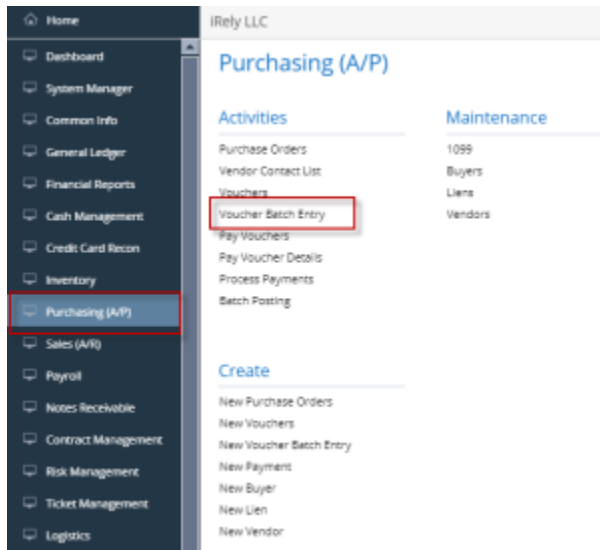 Home
Dashboard
System Manager
Common Info
General Ledger
Financial Reports
Cash Management
Credit Card Recon
Inventory
Purchasing (A/P)
Sales (A/R)
Payroll
Notes Receivable
Contract Management
Risk Management
Ticket Management
Logistics
iRely LLC
Purchasing (A/P)
Activities
Purchase Orders
Vendor Contact List
Vouchers
Voucher Batch Entry
Pay Vouchers
Pay Voucher Details
Process Payments
Batch Posting
Maintenance
1099
Buyers
Liens
Vendors
Create
New Purchase Orders
New Vouchers
New Voucher Batch Entry
New Payment
New Buyer
New Lien
New Vendor